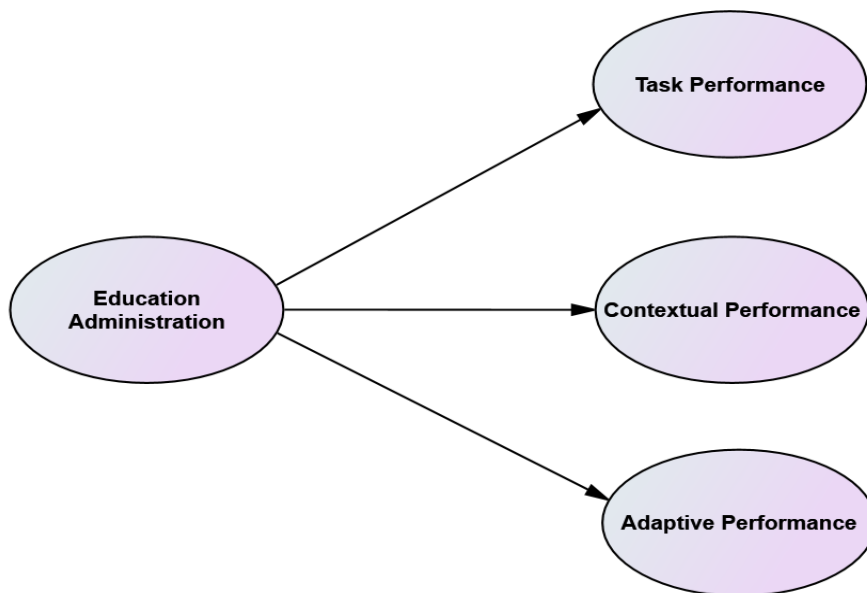 Task Performance
Education
Administration
Contextual Performance
Adaptive Performance